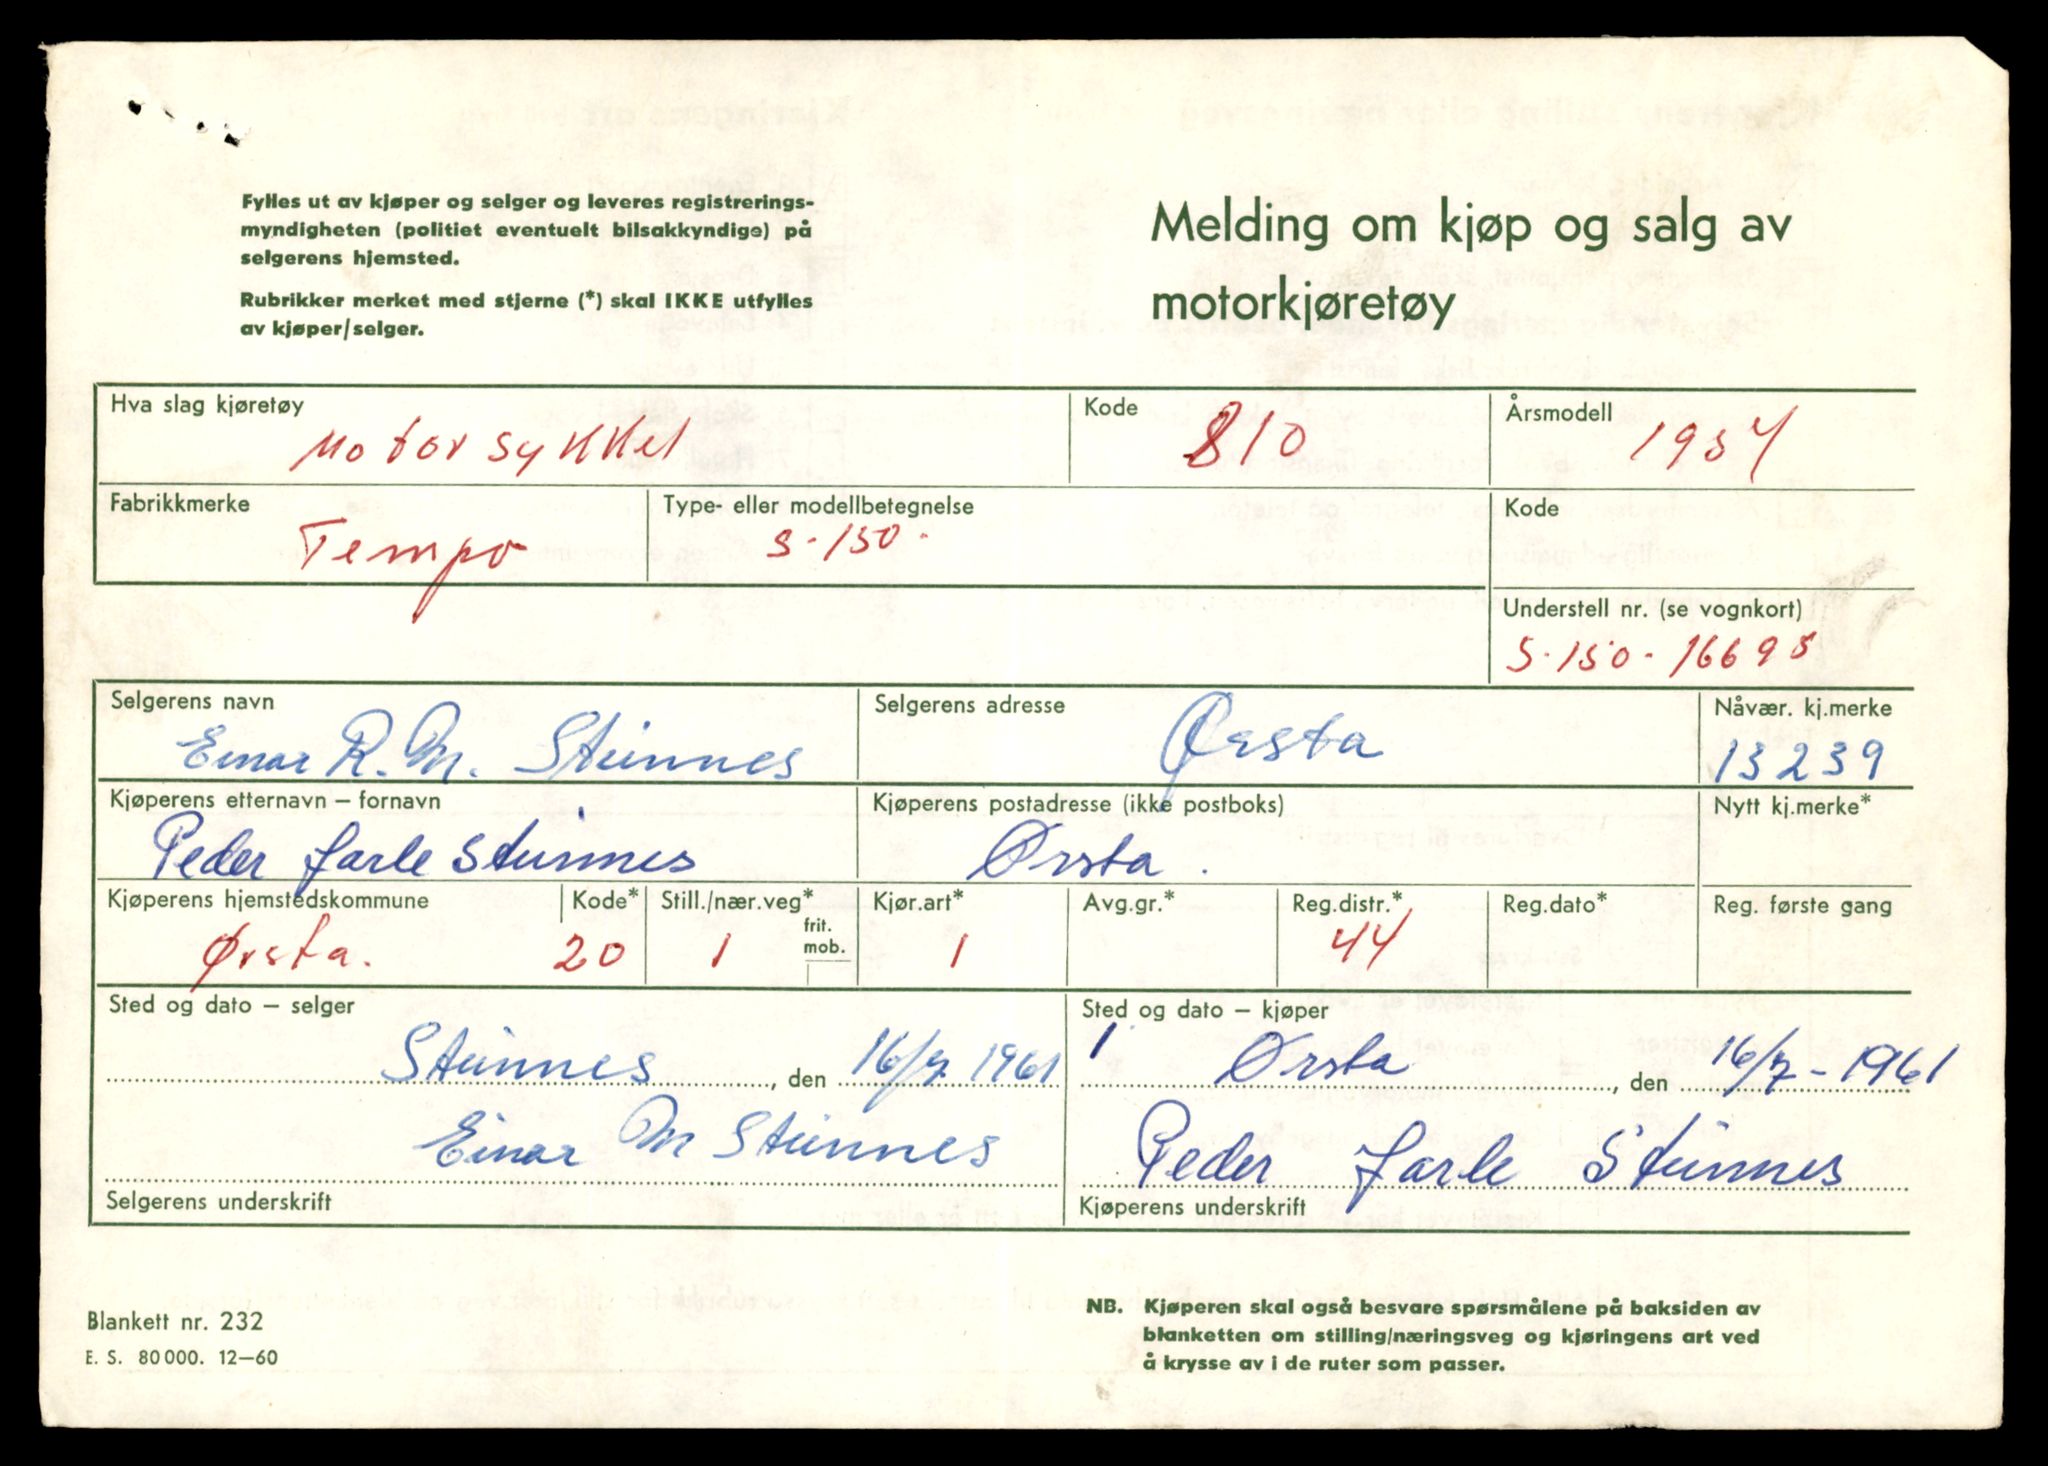 Fylles ut av kjøper og selger og leveres registrerings-
myndigheten (politiet eventuelt bilsakkyndige) på
selgerens hjemsted.
Rubrikker merket med stjerne (*) skal IKKE utfylles
av kjøper/selger.
Melding om kjøp og salg av
motorkjøretøy
Hva slag kjøretøy Kode Årsmodell
Motorsykkel 810 1957
Fabrikkmerke Type- eller modellbetegnelse Kode
Tempo S-150.
Understell nr. (se vognkort)
S-150-16695
Selgerens navn Selgerens adresse Nåvær. kj.merke
Einar R. M. Steinnes Ørsta 13239
Kjøperens etternavn – fornavn Kjøperens postadresse (ikke postboks) Nytt kj.merke*
Peder Jarle Steinnes Ørsta.
Kjøperens hjemstedskommune Kode* Still./nær.veg* frit. mob. Kjør.art* Avg.gr.* Reg.distr.* Reg.dato* Reg. første gang
Ørsta. 20 1 1 44
Sted og dato – selger Sted og dato – kjøper
Steinnes, den 16/7 1961 1 Ørsta, den 16/7-1961
Einar M Steinnes Peder Jarle Steinnes
Selgerens underskrift Kjøperens underskrift
Blankett nr. 232
E. S. 80 000. 12–60
NB. Kjøperen skal også besvare spørsmålene på baksiden av
blanketten om stilling/næringsveg og kjøringens art ved
å krysse av i de ruter som passer.